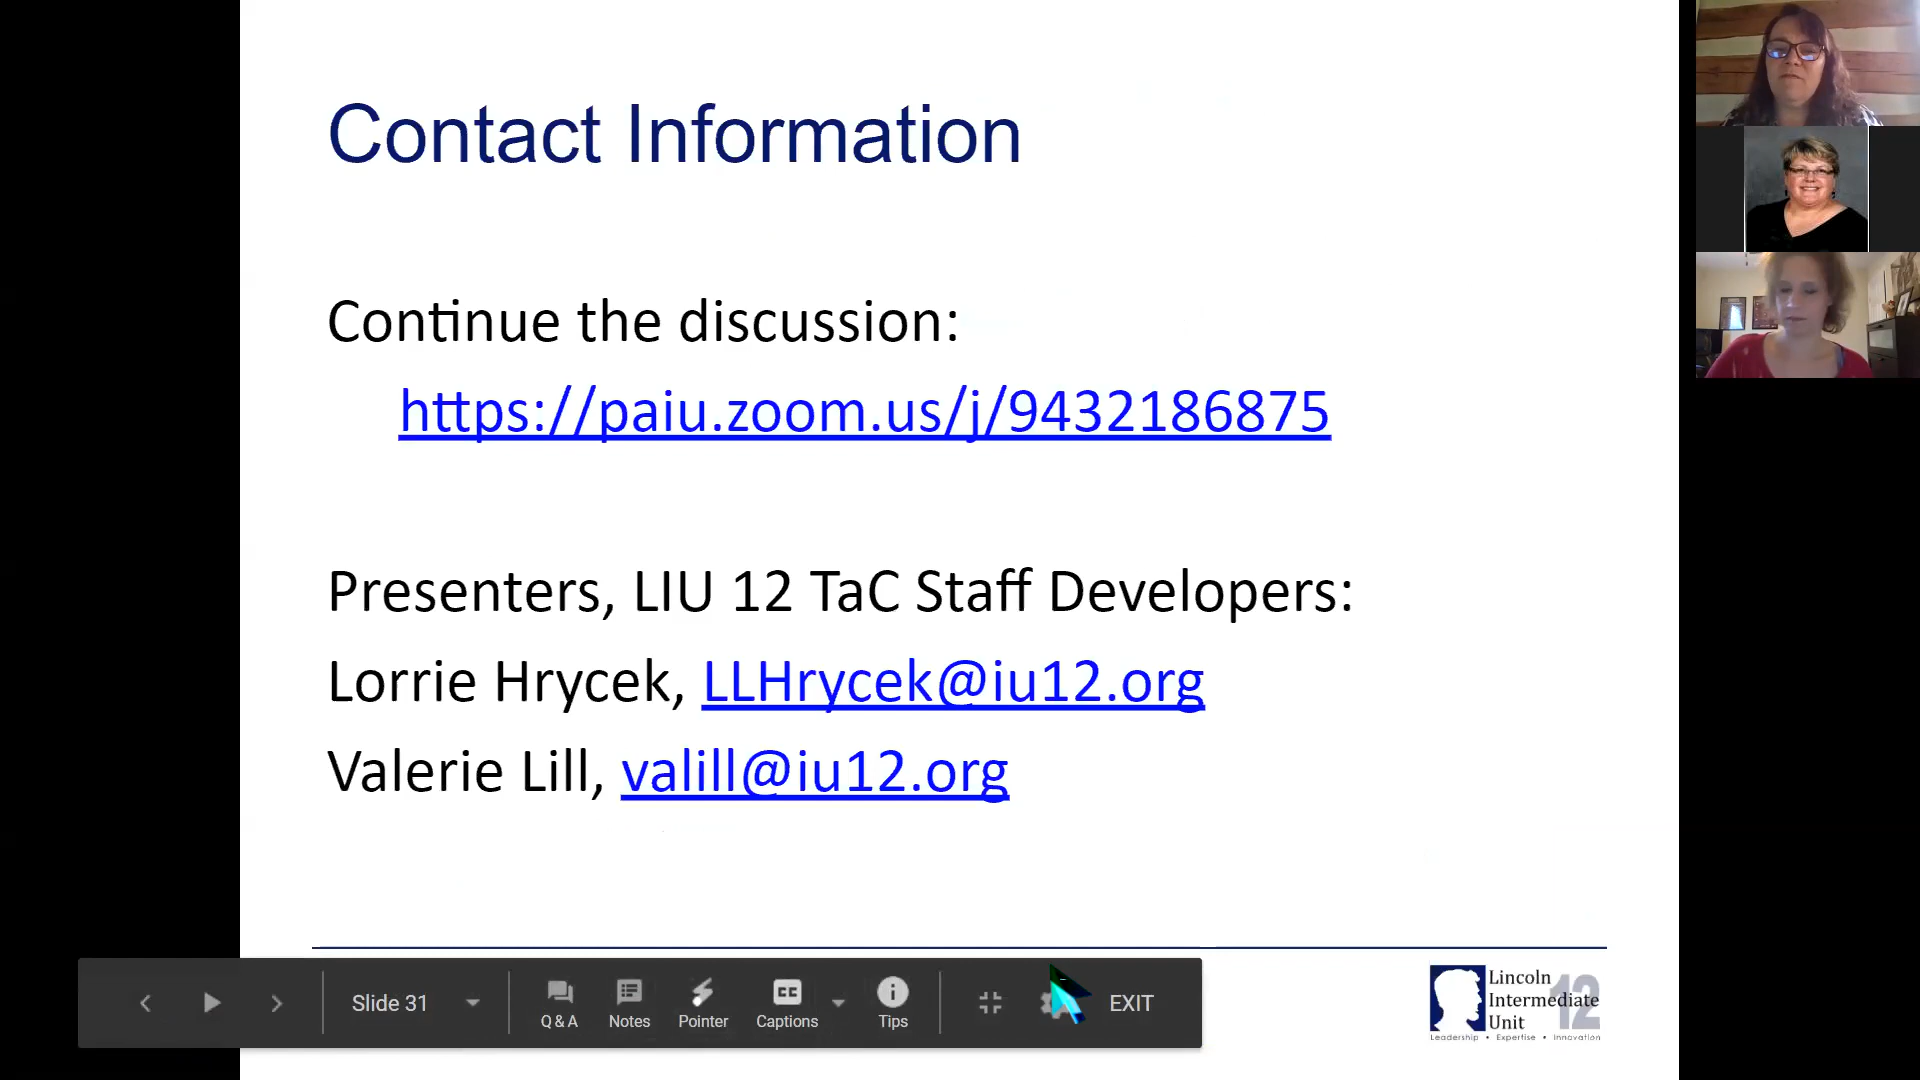 Contact Information
Continue the discussion:
https://paiu.zoom.us/j/9432186875
Presenters, LIU 12 TaC Staff Developers:
Lorrie Hrycek, LLHrycek@iu12.org
Valerie Lill, valill@iu12.org
Slide 31
Q & A
Notes
Pointer
CC
Captions
Tips
EXIT
Lincoln
Intermediate 12
Unit
Leadership • Expertise • Innovation